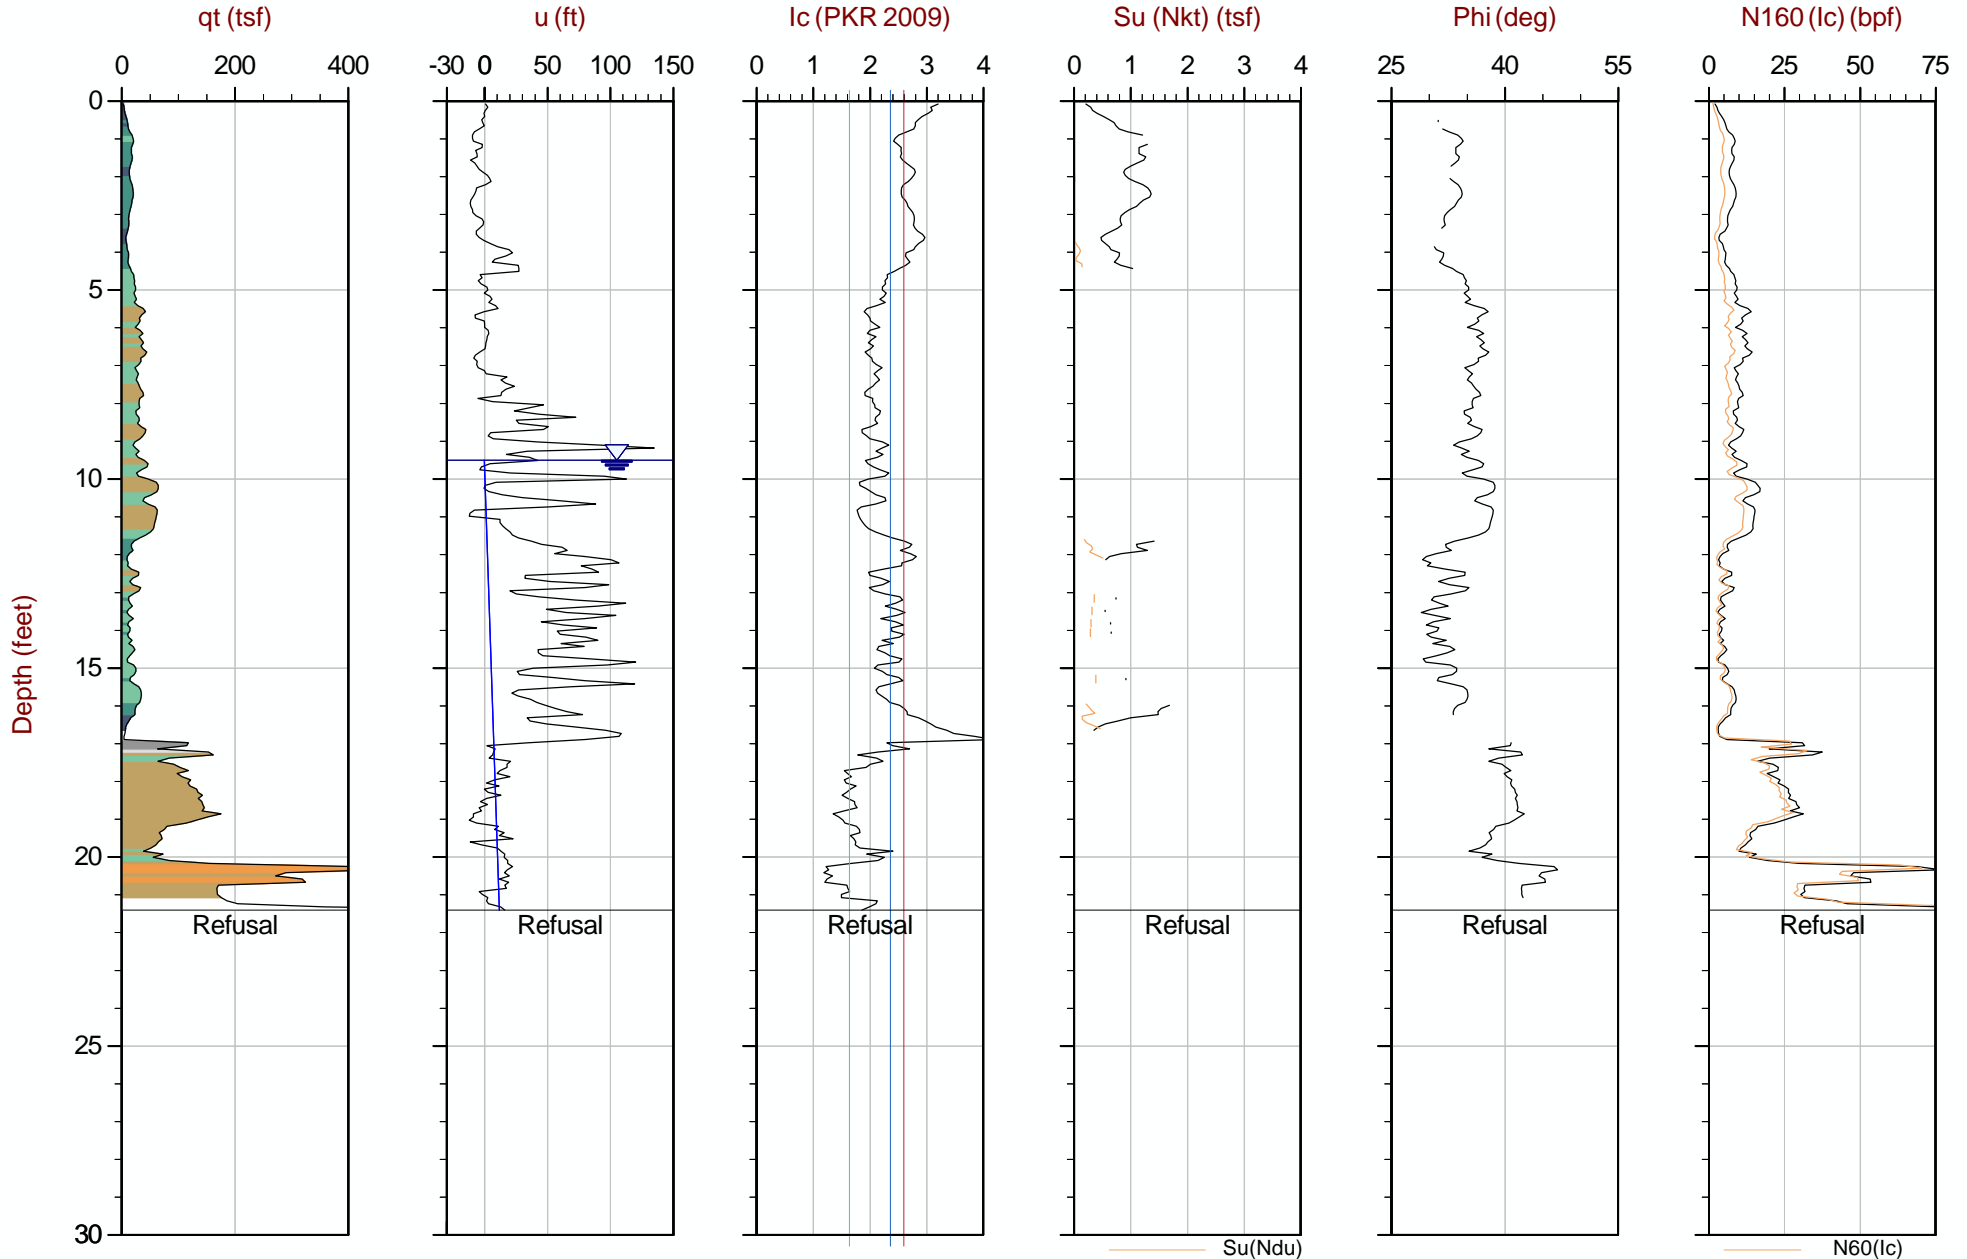 qt (tsf) u (ft) Ic (PKR 2009) Su (Nkt) (tsf) Phi (deg) N160 (Ic) (bpf)
0 200 400 -30 0 50 100 150 0 1 2 3 4 0 1 2 3 4 25 40 55 0 25 50 75
0
5
10
15
20
25
30
Depth (feet)
Refusal Refusal Refusal Refusal Refusal Refusal
Su(Ndu) N60(Ic)